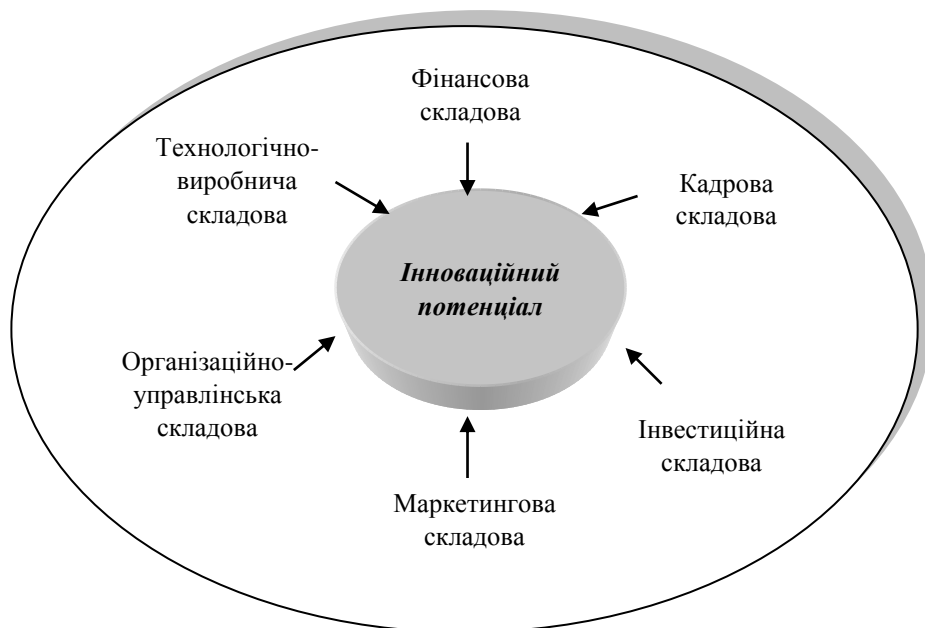 Фінансова
складова
Технологічно-
виробнича
складова
Кадрова
складова
Інноваційний
потенціал
Організаційно-
управлінська
складова
Інвестиційна
складова
Маркетингова
складова